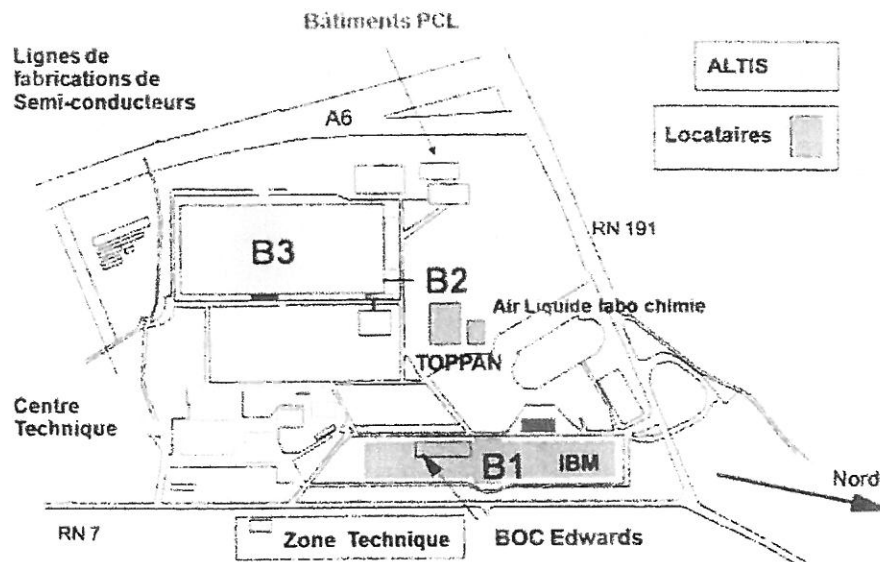 Bâtiments PCL
Lignes de
fabrications de
Semi-conducteurs
ALTIS
Locataires
A6
RN 191
B3
B2
Air Liquide labo chimie
TOPPAN
Centre
Technique
B1
IBM
Nord
RN 7
Zone Technique
BOC Edwards